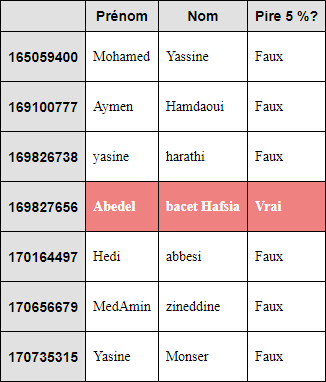 Prénom Nom Pire 5 %?
165059400 Mohamed Yassine Faux
169100777 Aymen Hamdaoui Faux
169826738 yasine harathi Faux
169827656 Abedel bacet Hafsia Vrai
170164497 Hedi abbesi Faux
170656679 MedAmin zineddine Faux
170735315 Yasine Monser Faux